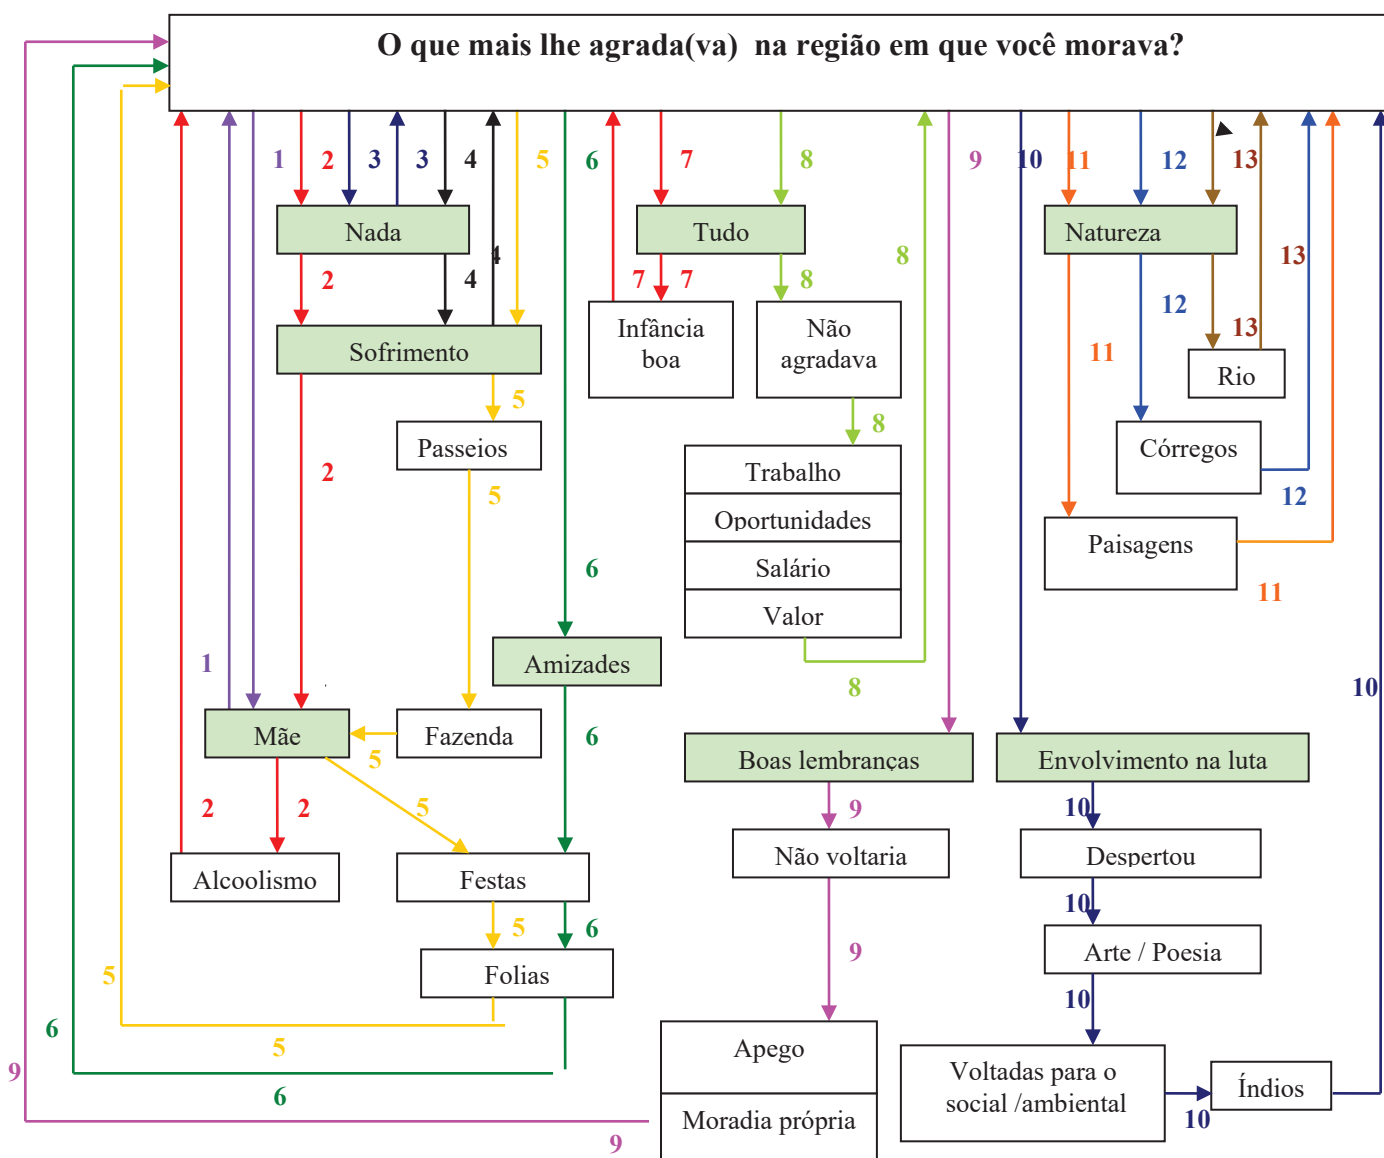 O que mais lhe agrada(va) na região em que você morava?
1 2 3 3 4 5 6 7 8 9 10 11 12 13
Nada
Tudo
Natureza
2 4 4 7 7 8 8 12 13
Sofrimento
Infância
boa
Não
agradava
11 13
Rio
5 8
Passeios
Córregos
2 5
Trabalho
Oportunidades
Salário
Valor
12
Paisagens
6 11
Amizades
1 8 10
Mãe
Fazenda
5 6
Boas lembranças
Envolvimento na luta
2 2 5 9 10
Alcoolismo
Festas
Não voltaria
Despertou
5 6 10
Folias
9
Arte / Poesia
5 10
6 5
Apego
Moradia própria
Voltadas para o
social /ambiental
Índios
9 6 10
9